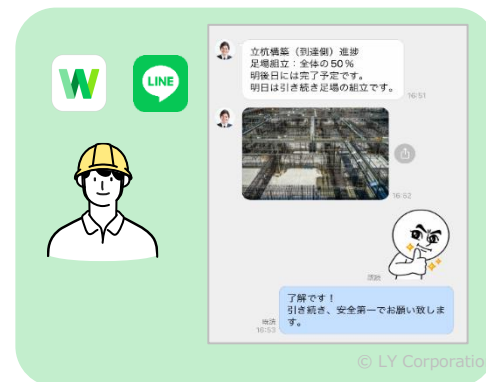 LINE
立杭構築（到達側）進捗
足場組立：全体の50％
明後日には完了予定です。
明日は引き続き足場の組立です。
16:51
16:52
既読
了解です！
引き続き、安全第一でお願い致しま
す。
既読
16:53
© LY Corporatio